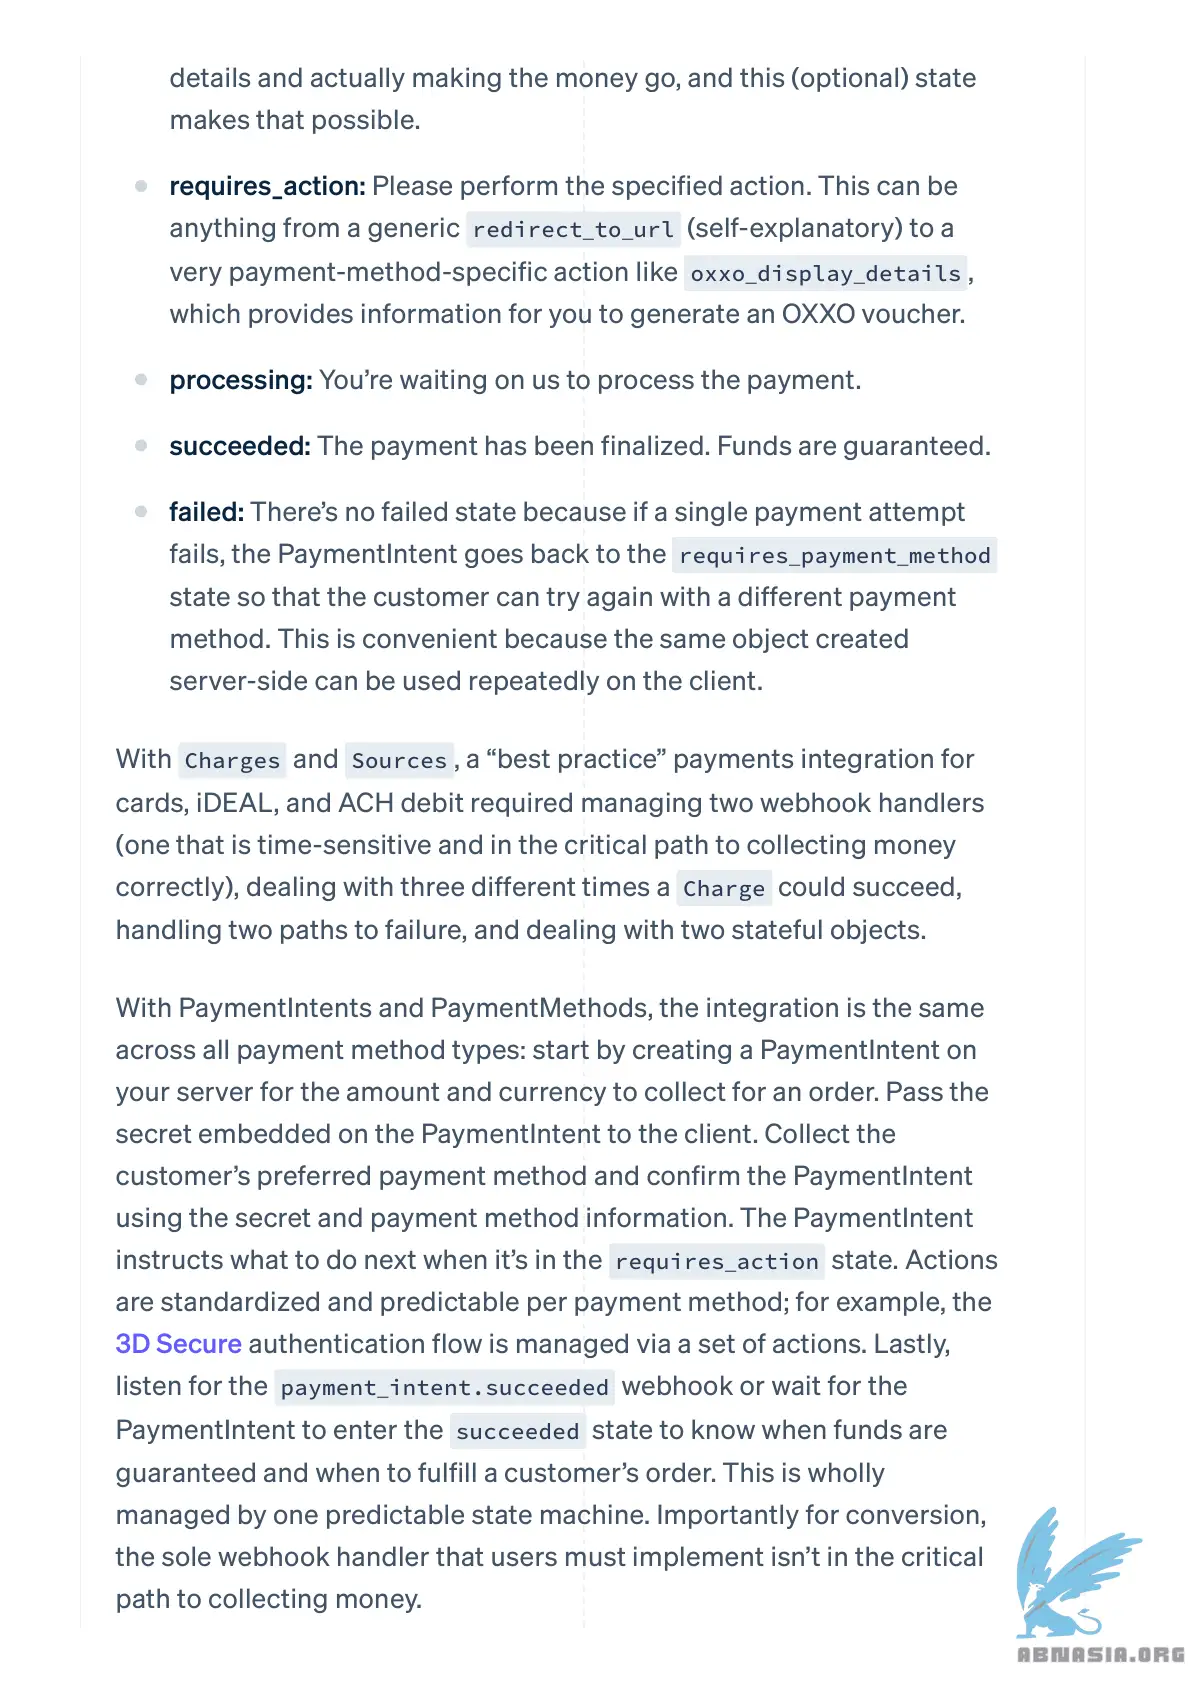 details and actually making the money go, and this (optional) state
makes that possible.
requires_action: Please perform the specified action. This can be
anything from a generic redirect_to_url (self-explanatory) to a
very payment-method-specific action like oxxo_display_details,
which provides information for you to generate an OXXO voucher.
processing: You’re waiting on us to process the payment.
succeeded: The payment has been finalized. Funds are guaranteed.
failed: There’s no failed state because if a single payment attempt
fails, the PaymentIntent goes back to the requires_payment_method
state so that the customer can try again with a different payment
method. This is convenient because the same object created
server-side can be used repeatedly on the client.
With Charges and Sources, a “best practice” payments integration for
cards, iDEAL, and ACH debit required managing two webhook handlers
(one that is time-sensitive and in the critical path to collecting money
correctly), dealing with three different times a Charge could succeed,
handling two paths to failure, and dealing with two stateful objects.
With PaymentIntents and PaymentMethods, the integration is the same
across all payment method types: start by creating a PaymentIntent on
your server for the amount and currency to collect for an order. Pass the
secret embedded on the PaymentIntent to the client. Collect the
customer’s preferred payment method and confirm the PaymentIntent
using the secret and payment method information. The PaymentIntent
instructs what to do next when it’s in the requires_action state. Actions
are standardized and predictable per payment method; for example, the
3D Secure authentication flow is managed via a set of actions. Lastly,
listen for the payment_intent.succeeded webhook or wait for the
PaymentIntent to enter the succeeded state to know when funds are
guaranteed and when to fulfill a customer’s order. This is wholly
managed by one predictable state machine. Importantly for conversion,
the sole webhook handler that users must implement isn’t in the critical
path to collecting money.
ABNASIA.ORG